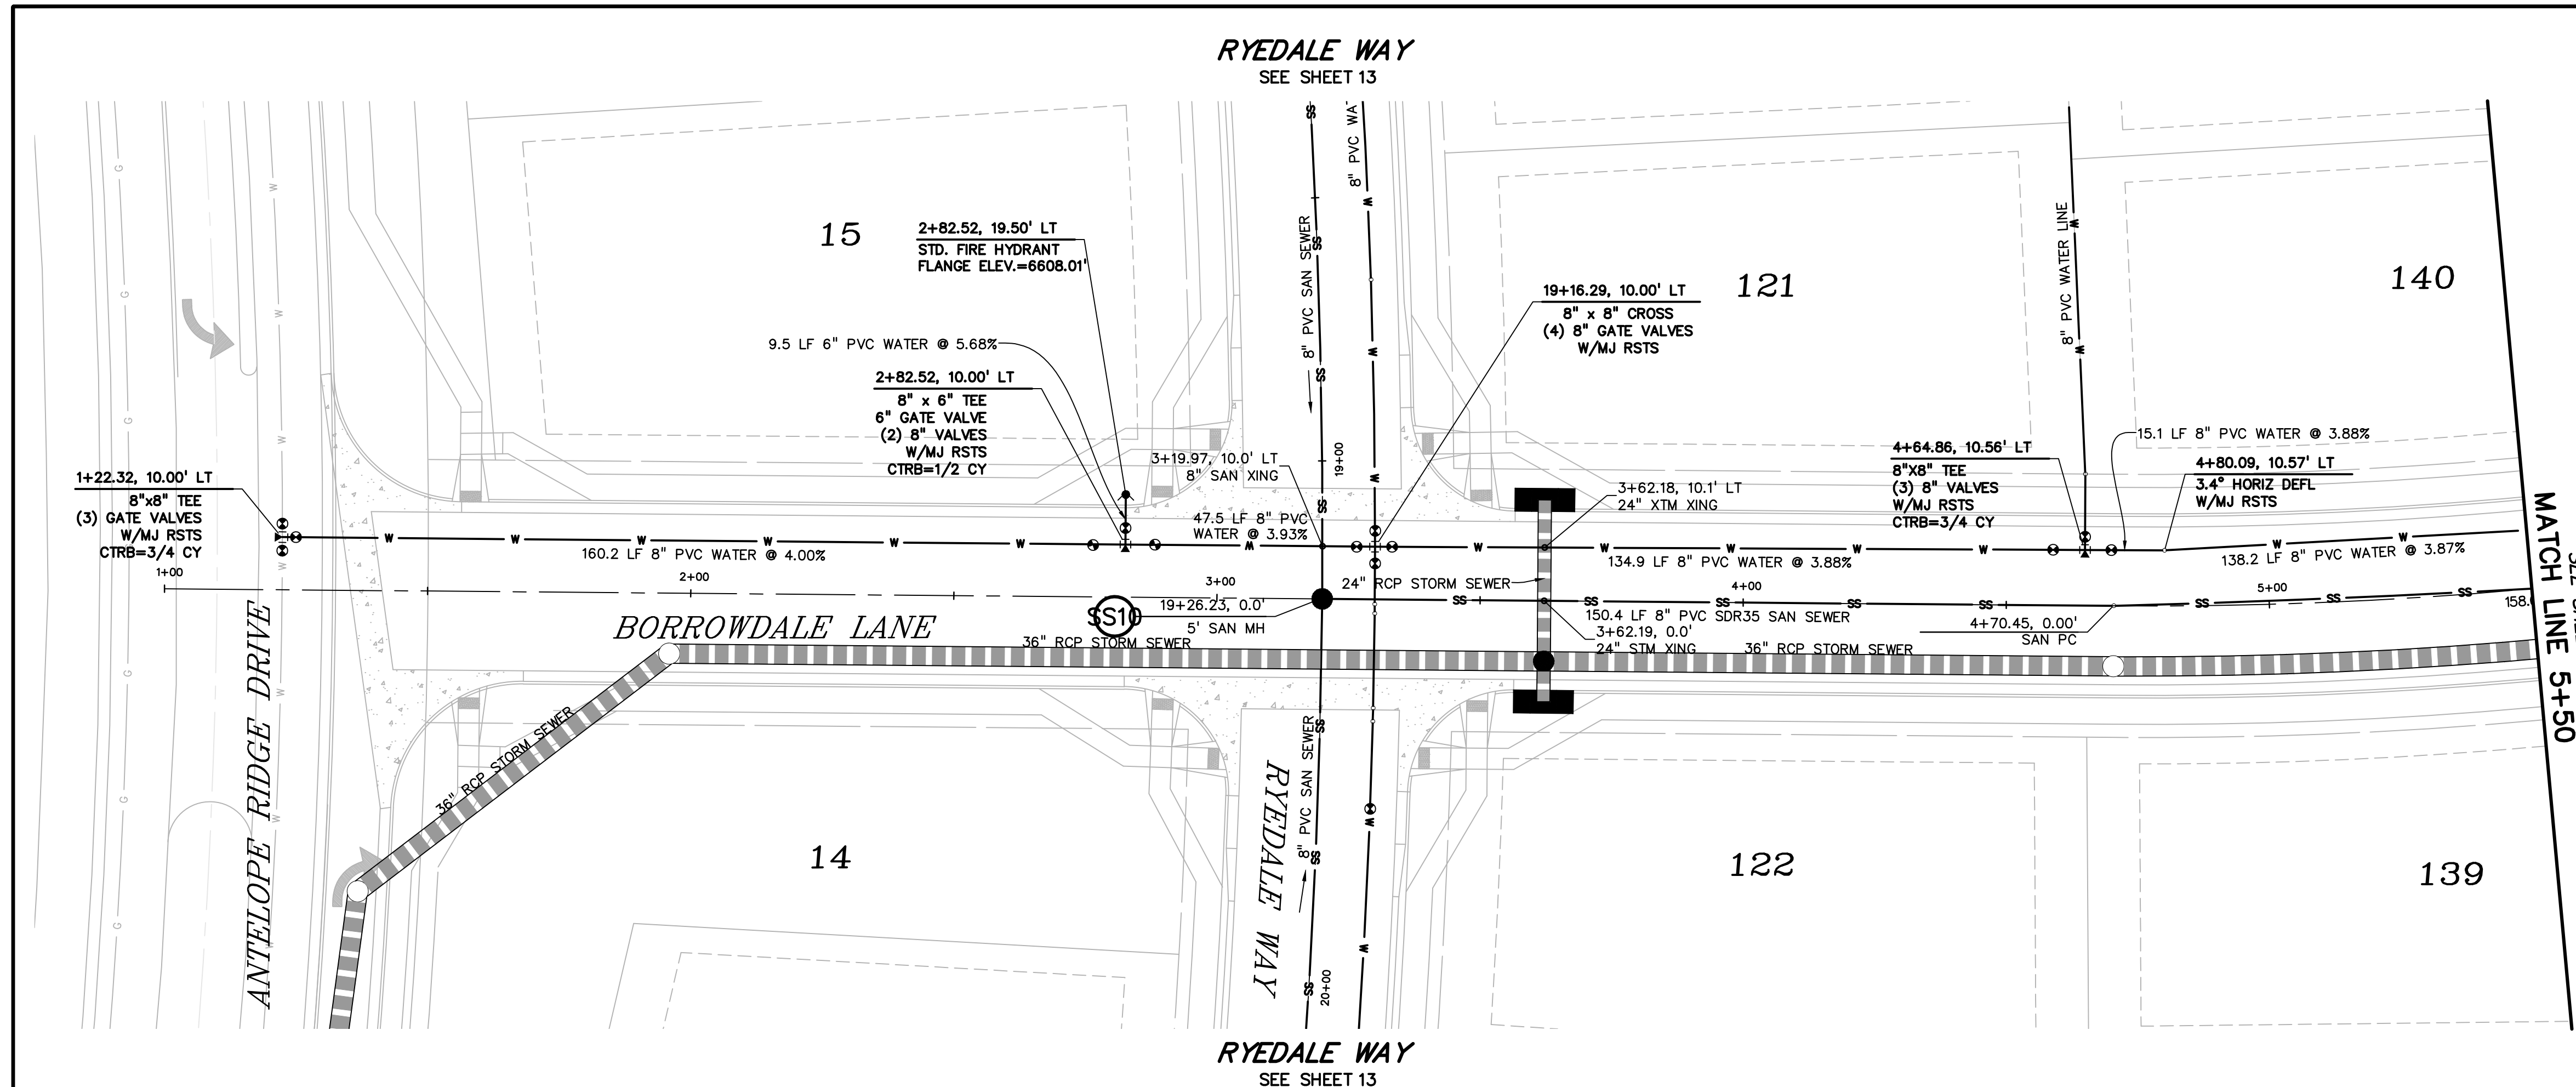 RYEDALE WAY
SEE SHEET 13
15
2+82.52, 19.50' LT
STD. FIRE HYDRANT
FLANGE ELEV.=6608.01'
9.5 LF 6" PVC WATER @ 5.68%
2+82.52, 10.00' LT
8" x 6" TEE
6" GATE VALVE
(2) 8" VALVES
W/MJ RSTS
CTRB=1/2 CY
1+22.32, 10.00' LT
8"x8" TEE
(3) GATE VALVES
W/MJ RSTS
CTRB=3/4 CY
8" PVC SAN SEWER
8" PVC
19+00
3+19.97, 10.0' LT
8" SAN XING
47.5 LF 8" PVC
WATER @ 3.93%
19+16.29, 10.00' LT
8" x 8" CROSS
(4) 8" GATE VALVES
W/MJ RSTS
121
140
8" PVC WATER LINE
3+62.18, 10.1' LT
24" XTM XING
4+64.86, 10.56' LT
8"X8" TEE
(3) 8" VALVES
W/MJ RSTS
CTRB=3/4 CY
15.1 LF 8" PVC WATER @ 3.88%
4+80.09, 10.57' LT
3.4° HORIZ DEFL
W/MJ RSTS
160.2 LF 8" PVC WATER @ 4.00%
134.9 LF 8" PVC WATER @ 3.88%
138.2 LF 8" PVC WATER @ 3.87%
1+00
2+00
3+00
4+00
5+00
24" RCP STORM SEWER
SS10
19+26.23, 0.0'
5' SAN MH
150.4 LF 8" PVC SDR35 SAN SEWER
3+62.19, 0.0'
24" STM XING
4+70.45, 0.00'
SAN PC
BORROWDALE LANE
36" RCP STORM SEWER
36" RCP STORM SEWER
36" RCP STORM SEWER
ANTELOPE RIDGE DRIVE
RYEDALE WAY
8" PVC SAN SEWER
20+00
14
122
139
MATCH LINE 5+50
RYEDALE WAY
SEE SHEET 13